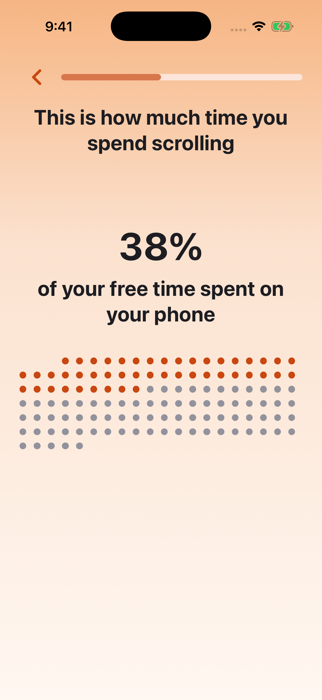 9:41
This is how much time you
spend scrolling
38%
of your free time spent on
your phone